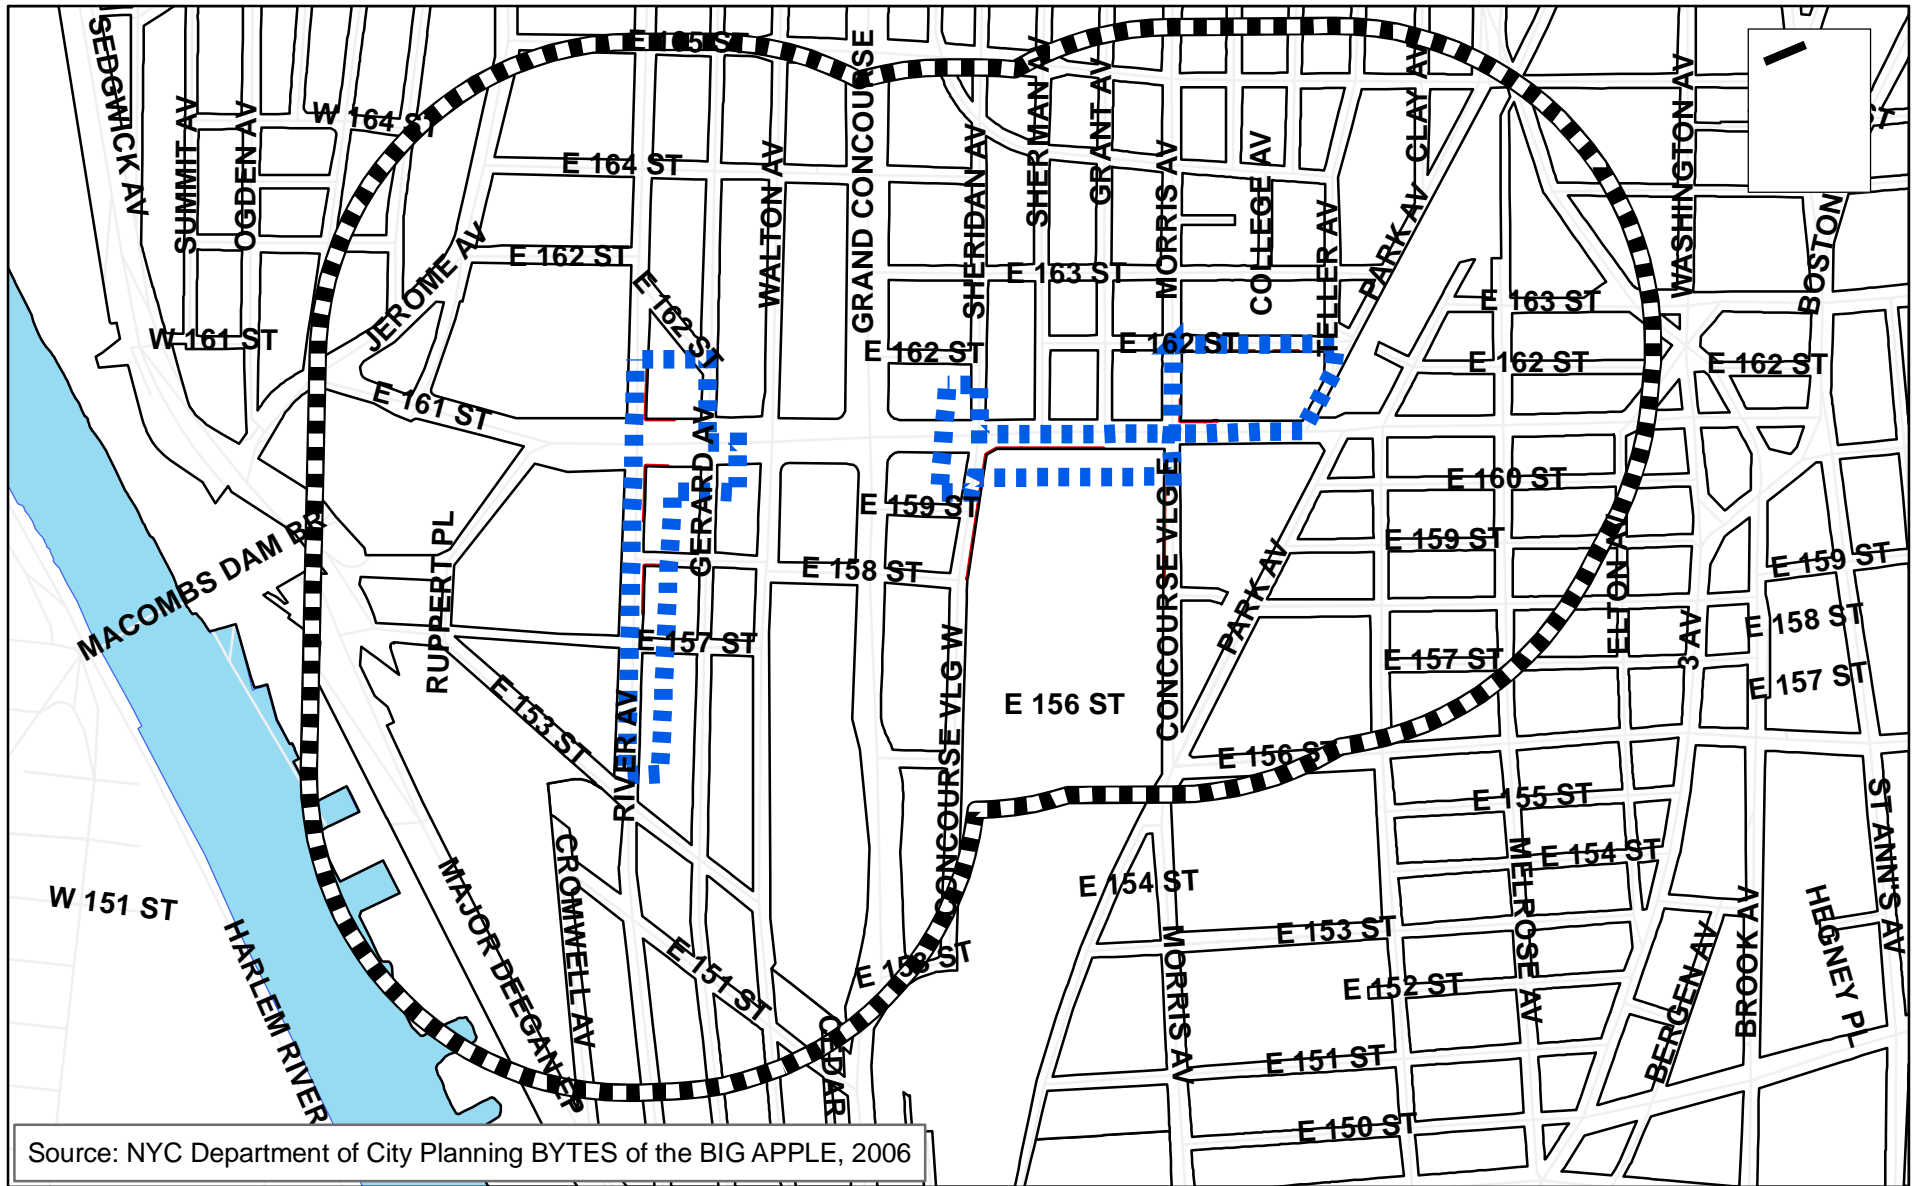 SEDGWICK AV
SUMMIT AV
OGDEN AV
W 164 ST
E 165 ST
E 164 ST
WALTON AV
GRAND CONCOURSE
SHERIDAN AV
SHERMAN AV
GRANT AV
MORRIS AV
COLLEGE AV
TELLER AV
CLAY AV
PARK AV
WASHINGTON AV
BOSTON
ST
JEROME AV
E 162 ST
E 162 ST
E 163 ST
E 163 ST
W 161 ST
E 161 ST
E 162 ST
E 162 ST
E 162 ST
E 162 ST
GERARD AV
E 160 ST
E 159 ST
E 159 ST
E 159 ST
MACOMBS DAM BR
RUPPERT PL
E 158 ST
E 158 ST
CONCOURSE VLG E
PARK AV
ELTON AV
3 AV
E 157 ST
E 157 ST
E 157 ST
E 153 ST
RIVER AV
CONCOURSE VLG W
E 156 ST
E 156 ST
E 155 ST
ST ANN'S AV
E 154 ST
E 154 ST
W 151 ST
HARLEM RIVER
MAJOR DEEGAN EP
CROMWELL AV
E 151 ST
E 153 ST
CEDAR
MORRIS AV
E 153 ST
E 152 ST
MELROSE AV
BERGEN AV
BROOK AV
HEGNEY PL
E 151 ST
E 150 ST
Source: NYC Department of City Planning BYTES of the BIG APPLE, 2006